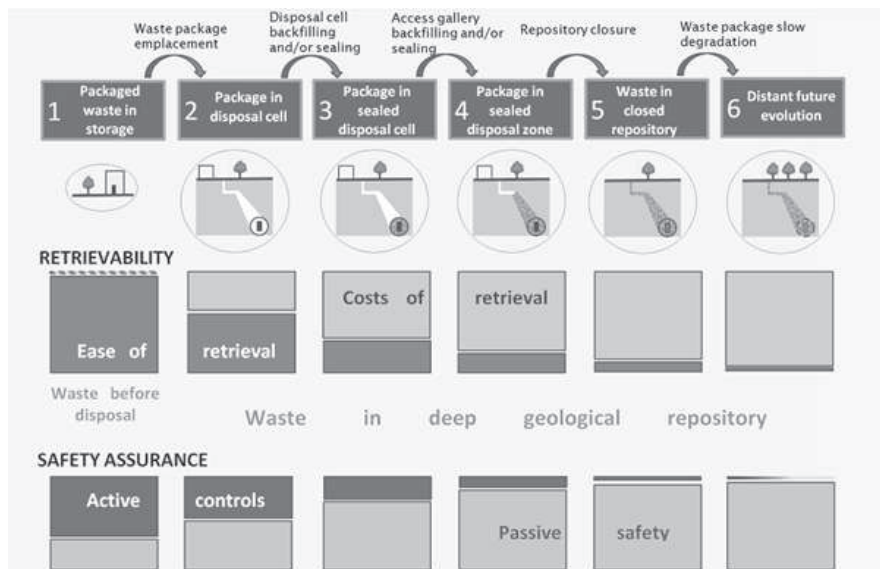 Waste package
emplacement
Disposal cell
backfilling
and/or sealing
Access gallery
backfilling and/or
sealing
Repository closure
Waste package slow
degradation
1 Packaged
waste in
storage
2 Package in
disposal cell
3 Package in
sealed
disposal cell
4 Package in
sealed
disposal zone
5 Waste in
closed
repository
6 Distant future
evolution
RETRIEVABILITY
Costs of retrieval
Ease of retrieval
Waste before
disposal
Waste in deep geological repository
SAFETY ASSURANCE
Active controls
Passive safety